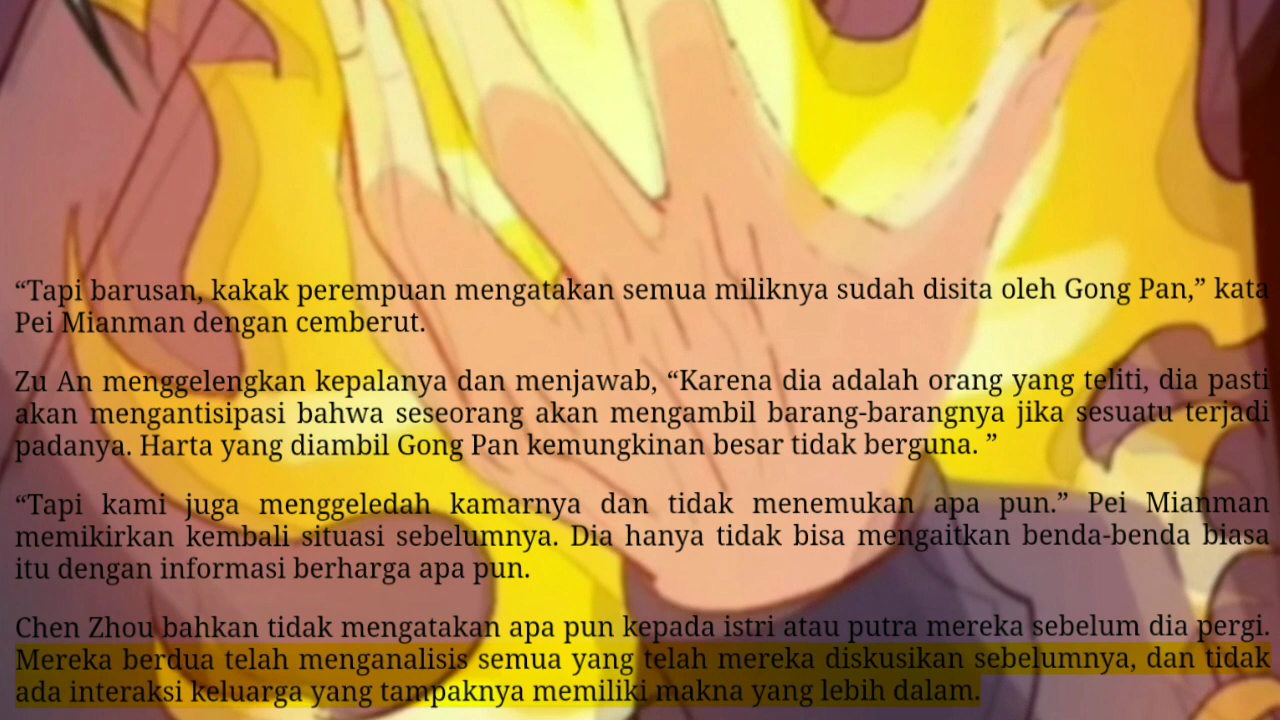 “Tapi barusan, kakak perempuan mengatakan semua miliknya sudah disita oleh Gong Pan,” kata
Pei Mianman dengan cemberut.
Zu An menggelengkan kepalanya dan menjawab, “Karena dia adalah orang yang teliti, dia pasti
akan mengantisipasi bahwa seseorang akan mengambil barang-barangnya jika sesuatu terjadi
padanya. Harta yang diambil Gong Pan kemungkinan besar tidak berguna. ”
“Tapi kami juga menggeledah kamarnya dan tidak menemukan apa pun.” Pei Mianman
memikirkan kembali situasi sebelumnya. Dia hanya tidak bisa mengaitkan benda-benda biasa
itu dengan informasi berharga apa pun.
Chen Zhou bahkan tidak mengatakan apa pun kepada istri atau putra mereka sebelum dia pergi.
Mereka berdua telah menganalisis semua yang telah mereka diskusikan sebelumnya, dan tidak
ada interaksi keluarga yang tampaknya memiliki makna yang lebih dalam.